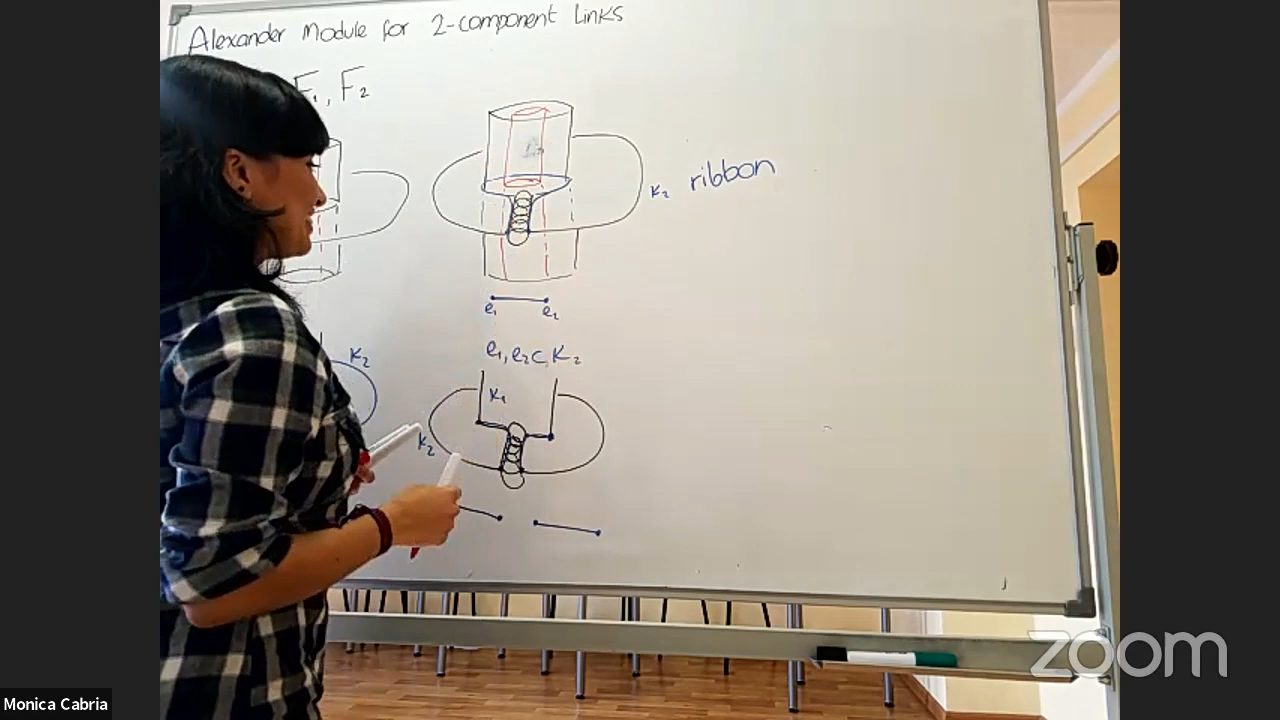 Alexander Module for 2-component Links
F₁, F₂
K₂ ribbon
e₁ e₂
e₁, e₂ ⊂ K₂
K₂
K₁
K₂
zoom
Monica Cabria